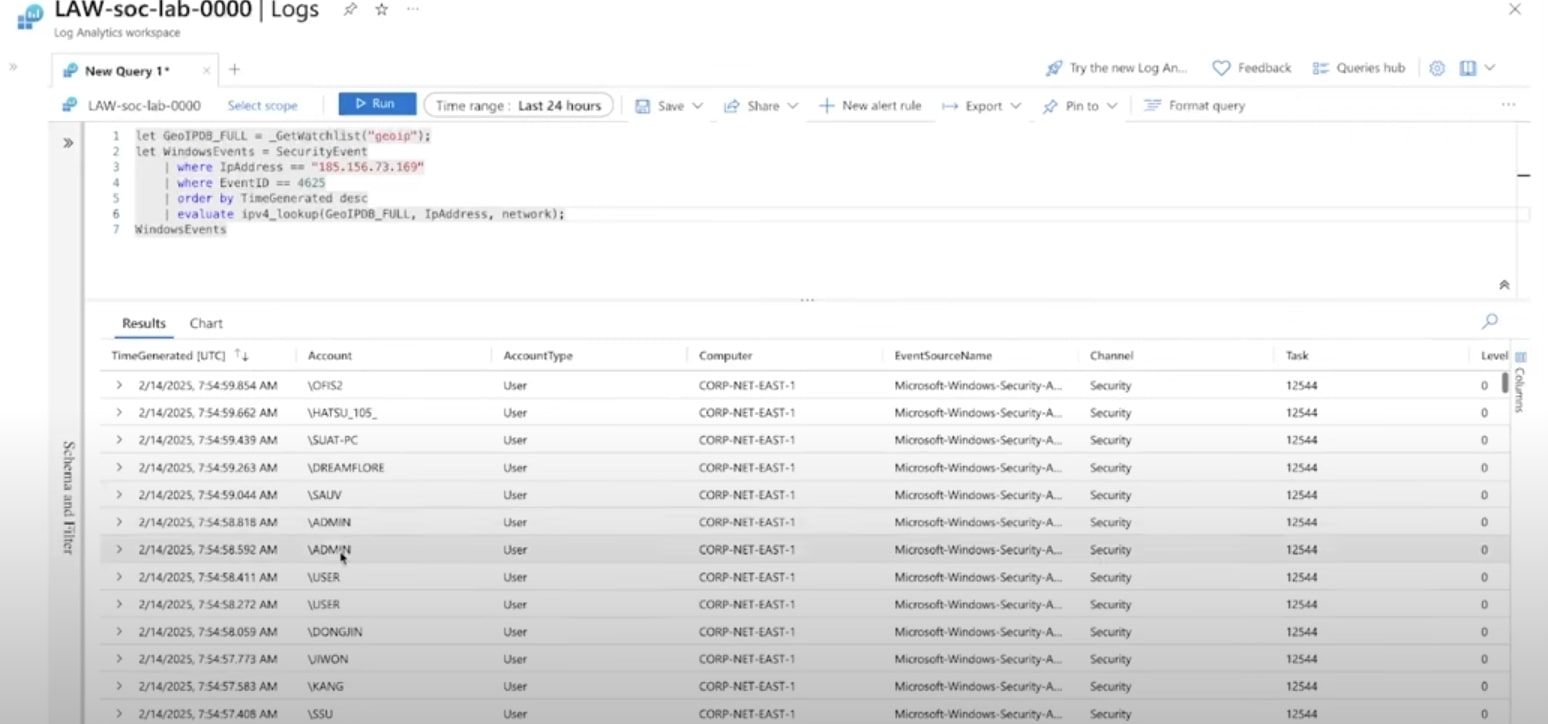 LAW-soc-lab-0000 | Logs
Log Analytics workspace
New Query 1*
Try the new Log An... Feedback Queries hub
LAW-soc-lab-0000 Select scope Run Time range : Last 24 hours Save Share New alert rule Export Pin to Format query
1 let GeoIPDB_FULL = _GetWatchlist("geoip");
2 let WindowsEvents = SecurityEvent
3 | where IpAddress == "185.156.73.169"
4 | where EventID == 4625
5 | order by TimeGenerated desc
6 | evaluate ipv4_lookup(GeoIPDB_FULL, IpAddress, network);
7 WindowsEvents
Schema and Filter
Results Chart
TimeGenerated [UTC] Account AccountType Computer EventSourceName Channel Task Level
Columns
2/14/2025, 7:54:59.854 AM \OFIS2 User CORP-NET-EAST-1 Microsoft-Windows-Security-A... Security 12544 0
2/14/2025, 7:54:59.662 AM \HATSU_105_ User CORP-NET-EAST-1 Microsoft-Windows-Security-A... Security 12544 0
2/14/2025, 7:54:59.439 AM \SUAT-PC User CORP-NET-EAST-1 Microsoft-Windows-Security-A... Security 12544 0
2/14/2025, 7:54:59.263 AM \DREAMFLORE User CORP-NET-EAST-1 Microsoft-Windows-Security-A... Security 12544 0
2/14/2025, 7:54:59.044 AM \SAUV User CORP-NET-EAST-1 Microsoft-Windows-Security-A... Security 12544 0
2/14/2025, 7:54:58.818 AM \ADMIN User CORP-NET-EAST-1 Microsoft-Windows-Security-A... Security 12544 0
2/14/2025, 7:54:58.592 AM \ADMIN User CORP-NET-EAST-1 Microsoft-Windows-Security-A... Security 12544 0
2/14/2025, 7:54:58.411 AM \USER User CORP-NET-EAST-1 Microsoft-Windows-Security-A... Security 12544 0
2/14/2025, 7:54:58.272 AM \USER User CORP-NET-EAST-1 Microsoft-Windows-Security-A... Security 12544 0
2/14/2025, 7:54:58.059 AM \DONGJIN User CORP-NET-EAST-1 Microsoft-Windows-Security-A... Security 12544 0
2/14/2025, 7:54:57.773 AM \JIWON User CORP-NET-EAST-1 Microsoft-Windows-Security-A... Security 12544 0
2/14/2025, 7:54:57.583 AM \KANG User CORP-NET-EAST-1 Microsoft-Windows-Security-A... Security 12544 0
2/14/2025, 7:54:57.408 AM \SSU User CORP-NET-EAST-1 Microsoft-Windows-Security-A... Security 12544 0